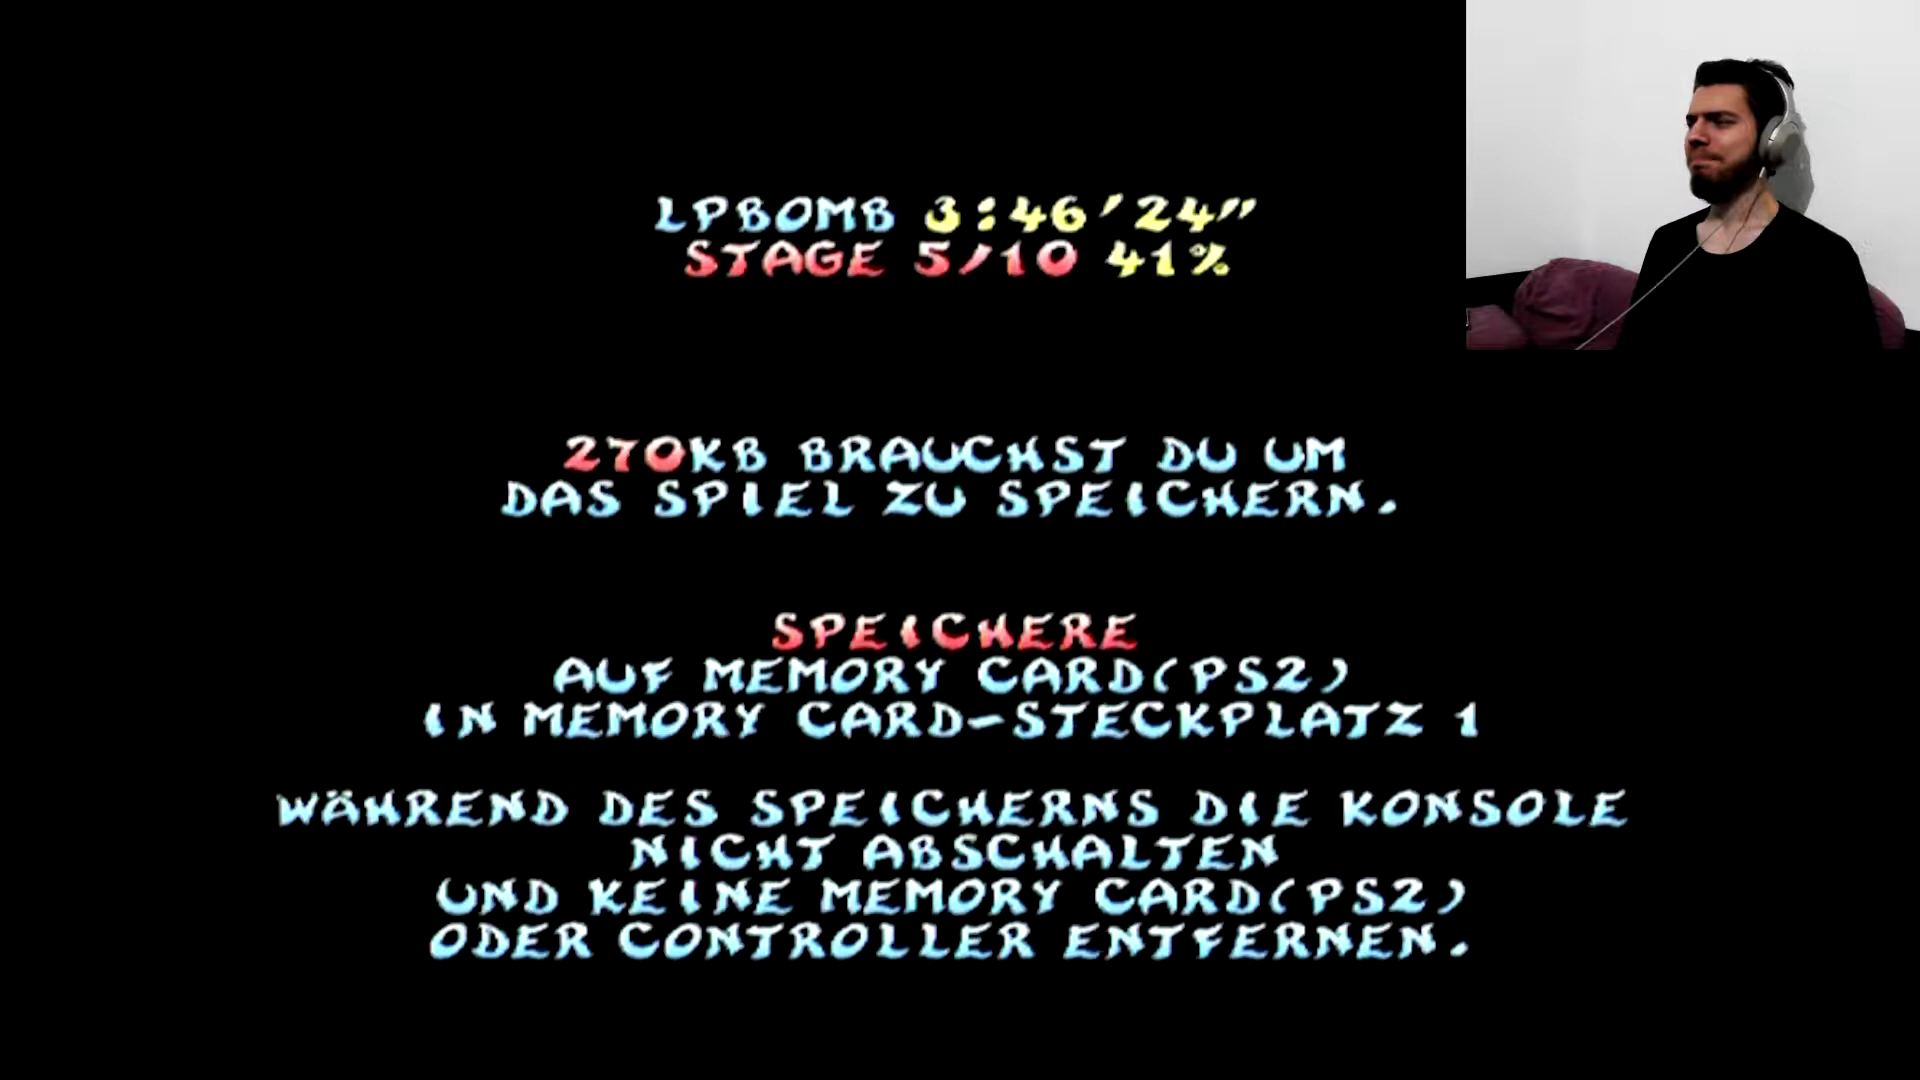 LPBOMB 3:46'24"
STAGE 5/10 41%
270KB BRAUCHST DU UM
DAS SPIEL ZU SPEICHERN.
SPEICHERE
AUF MEMORY CARD(PS2)
IN MEMORY CARD-STECKPLATZ 1
WÄHREND DES SPEICHERNS DIE KONSOLE
NICHT ABSCHALTEN
UND KEINE MEMORY CARD(PS2)
ODER CONTROLLER ENTFERNEN.